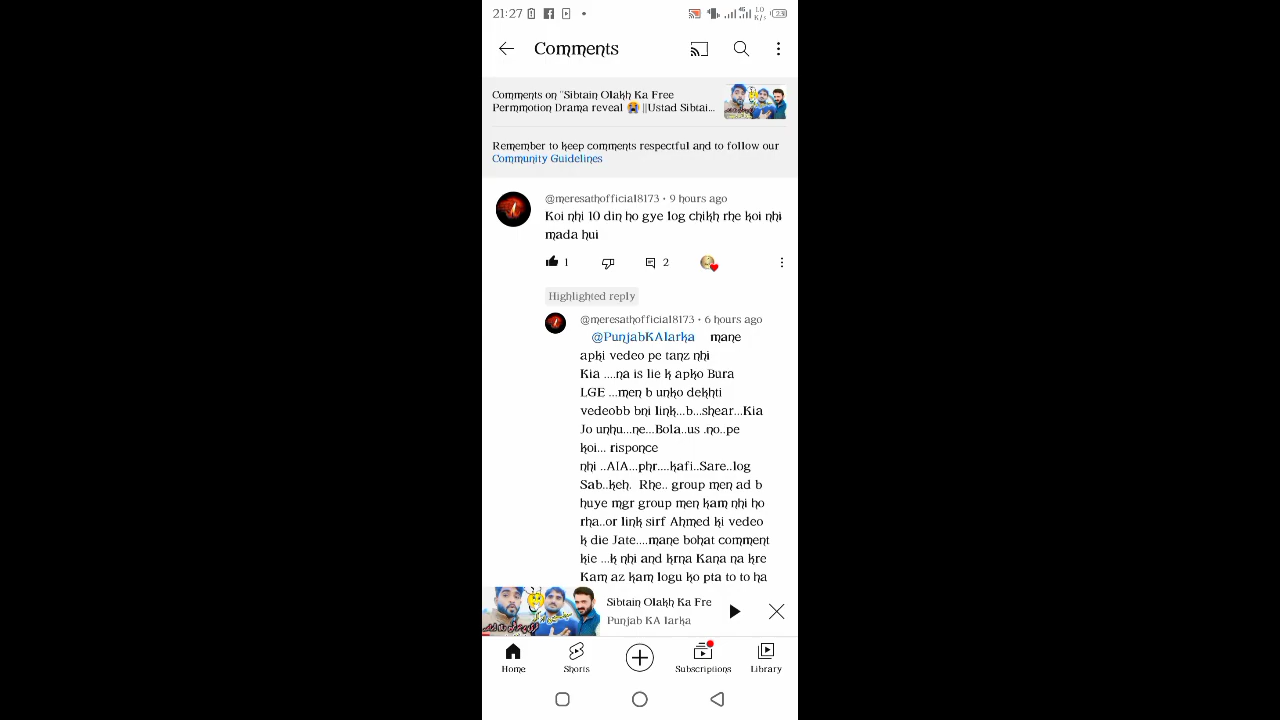 21:27
1.0
K/s
Comments
Comments on "Sibtain Olakh Ka Free
Permmotion Drama reveal 😭 ||Ustad Sibtai...
Remember to keep comments respectful and to follow our
Community Guidelines
@meresathofficial8173 • 9 hours ago
Koi nhi 10 din ho gye log chikh rhe koi nhi
mada hui
1
2
Highlighted reply
@meresathofficial8173 • 6 hours ago
@PunjabKAlarka mane
apki vedeo pe tanz nhi
Kia ....na is lie k apko Bura
LGE ...men b unko dekhti
vedeobb bni link...b...shear...Kia
Jo unhu...ne...Bola..us .no..pe
koi... risponce
nhi ..AIA...phr....kafi..Sare..log
Sab..keh. Rhe.. group men ad b
huye mgr group men kam nhi ho
rha..or link sirf Ahmed ki vedeo
k die Jate....mane bohat comment
kie ...k nhi and krna Kana na kre
Kam az kam logu ko pta to to ha
Sibtain Olakh Ka Fre
Punjab KA larka
Home
Shorts
Subscriptions
Library